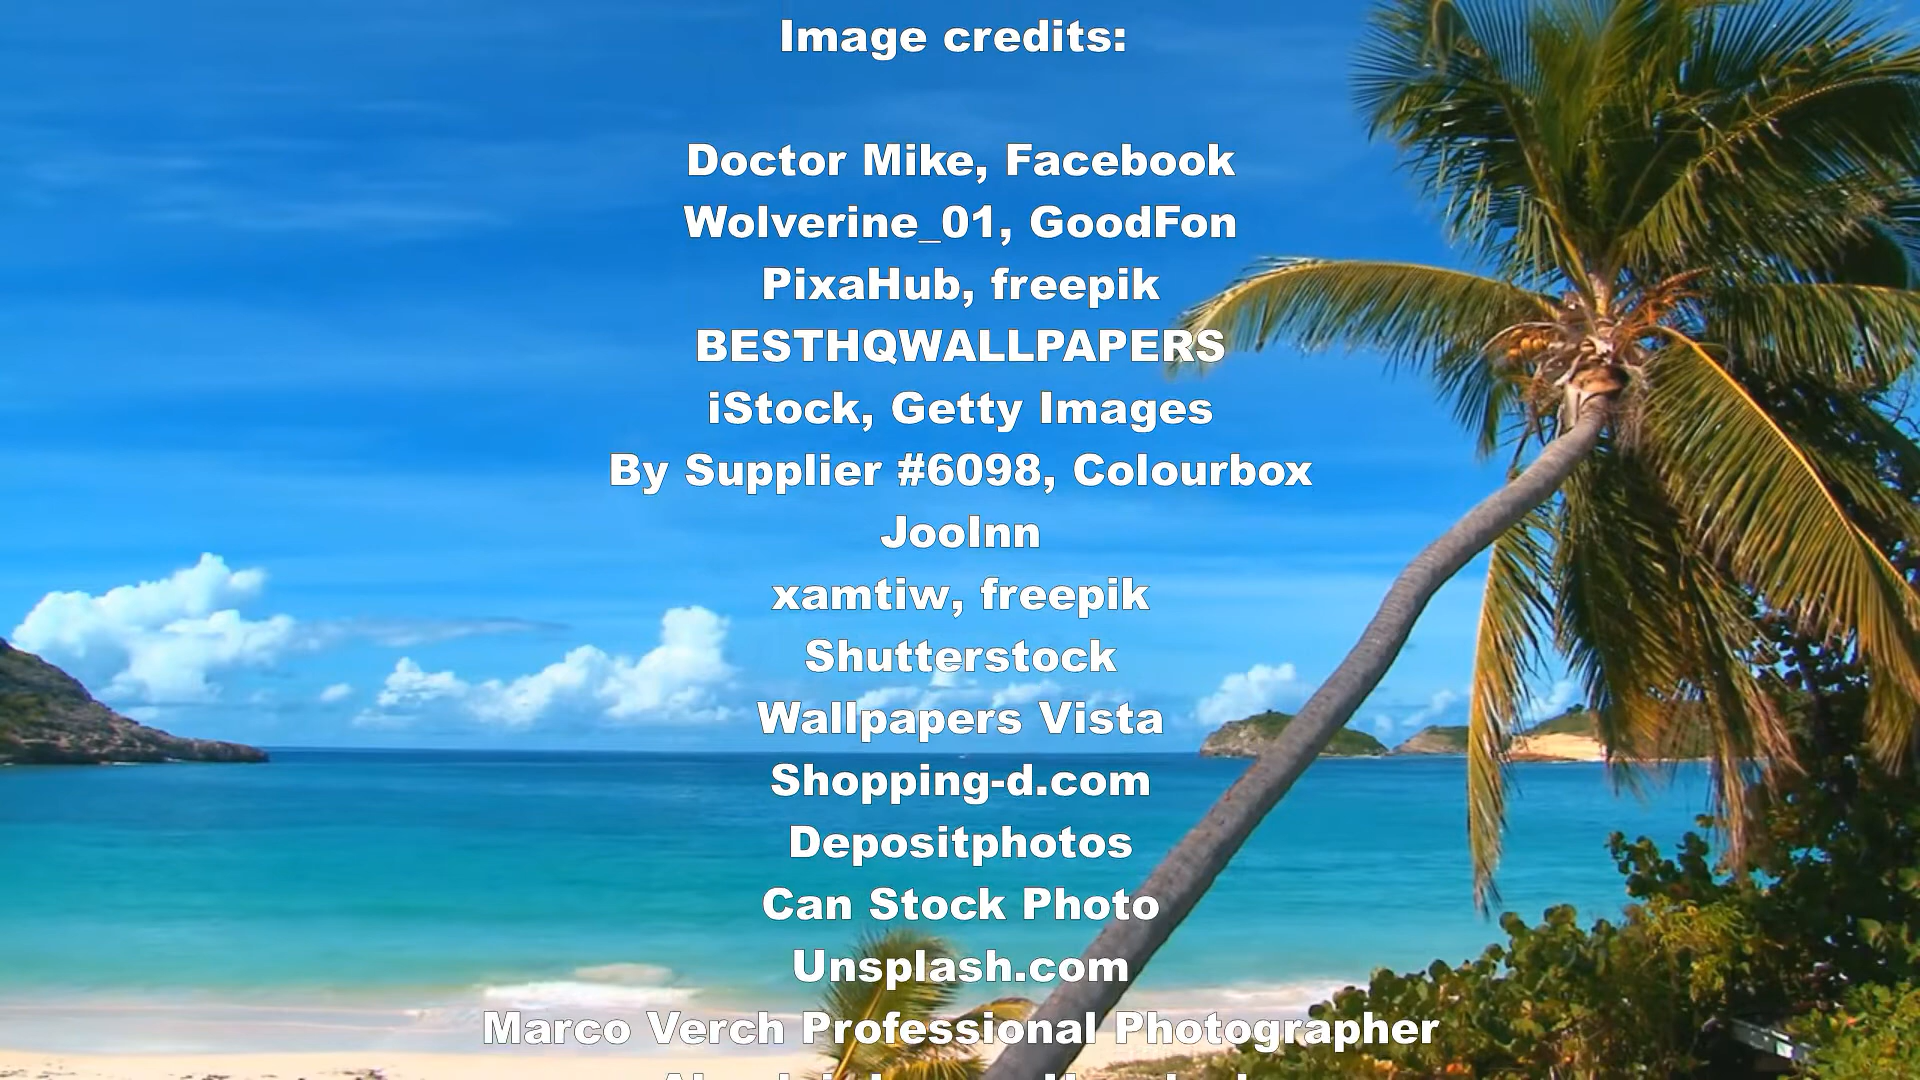 Image credits:
Doctor Mike, Facebook
Wolverine_01, GoodFon
PixaHub, freepik
BESTHQWALLPAPERS
iStock, Getty Images
By Supplier #6098, Colourbox
JooInn
xamtiw, freepik
Shutterstock
Wallpapers Vista
Shopping-d.com
Depositphotos
Can Stock Photo
Unsplash.com
Marco Verch Professional Photographer